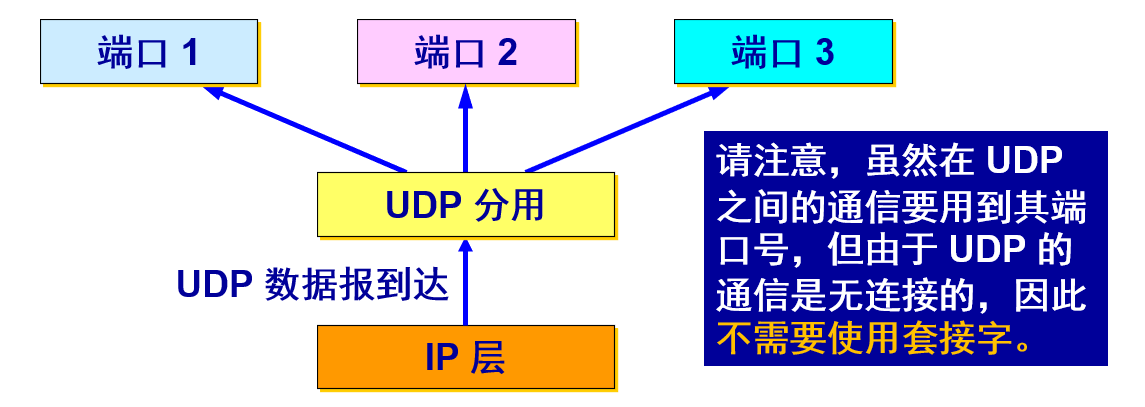 端口 1
端口 2
端口 3
UDP 分用
UDP 数据报到达
IP 层
请注意，虽然在 UDP
之间的通信要用到其端
口号，但由于 UDP 的
通信是无连接的，因此
不需要使用套接字。